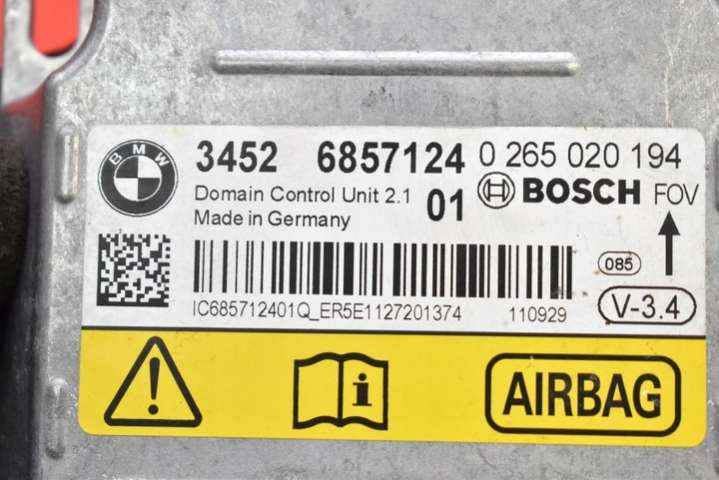 BMW
3452 6857124 0 265 020 194
Domain Control Unit 2.1 01 BOSCH FOV
Made in Germany
085
IC685712401Q_ER5E1127201374 110929 V-3.4
AIRBAG